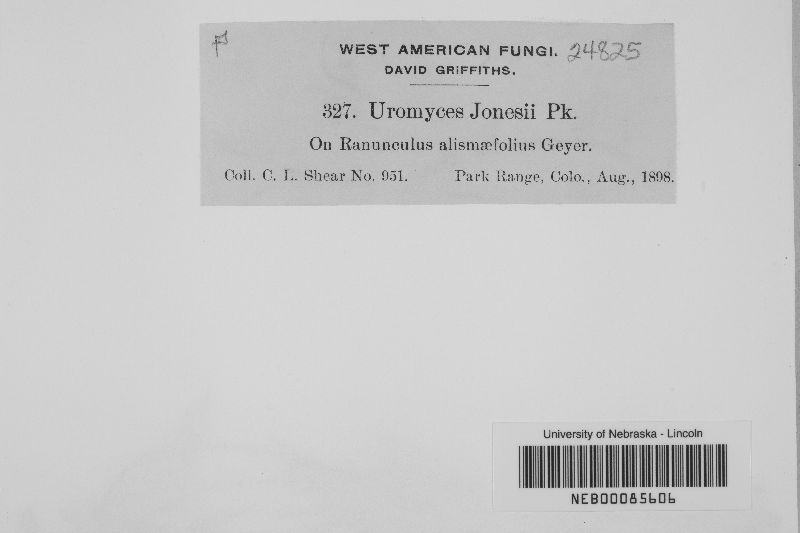 WEST AMERICAN FUNGI. 24825
DAVID GRIFFITHS.
327. Uromyces Jonesii Pk.
On Ranunculus alismæfolius Geyer.
Coll. C. L. Shear No. 951. Park Range, Colo., Aug., 1898.
University of Nebraska - Lincoln
NEB00085606